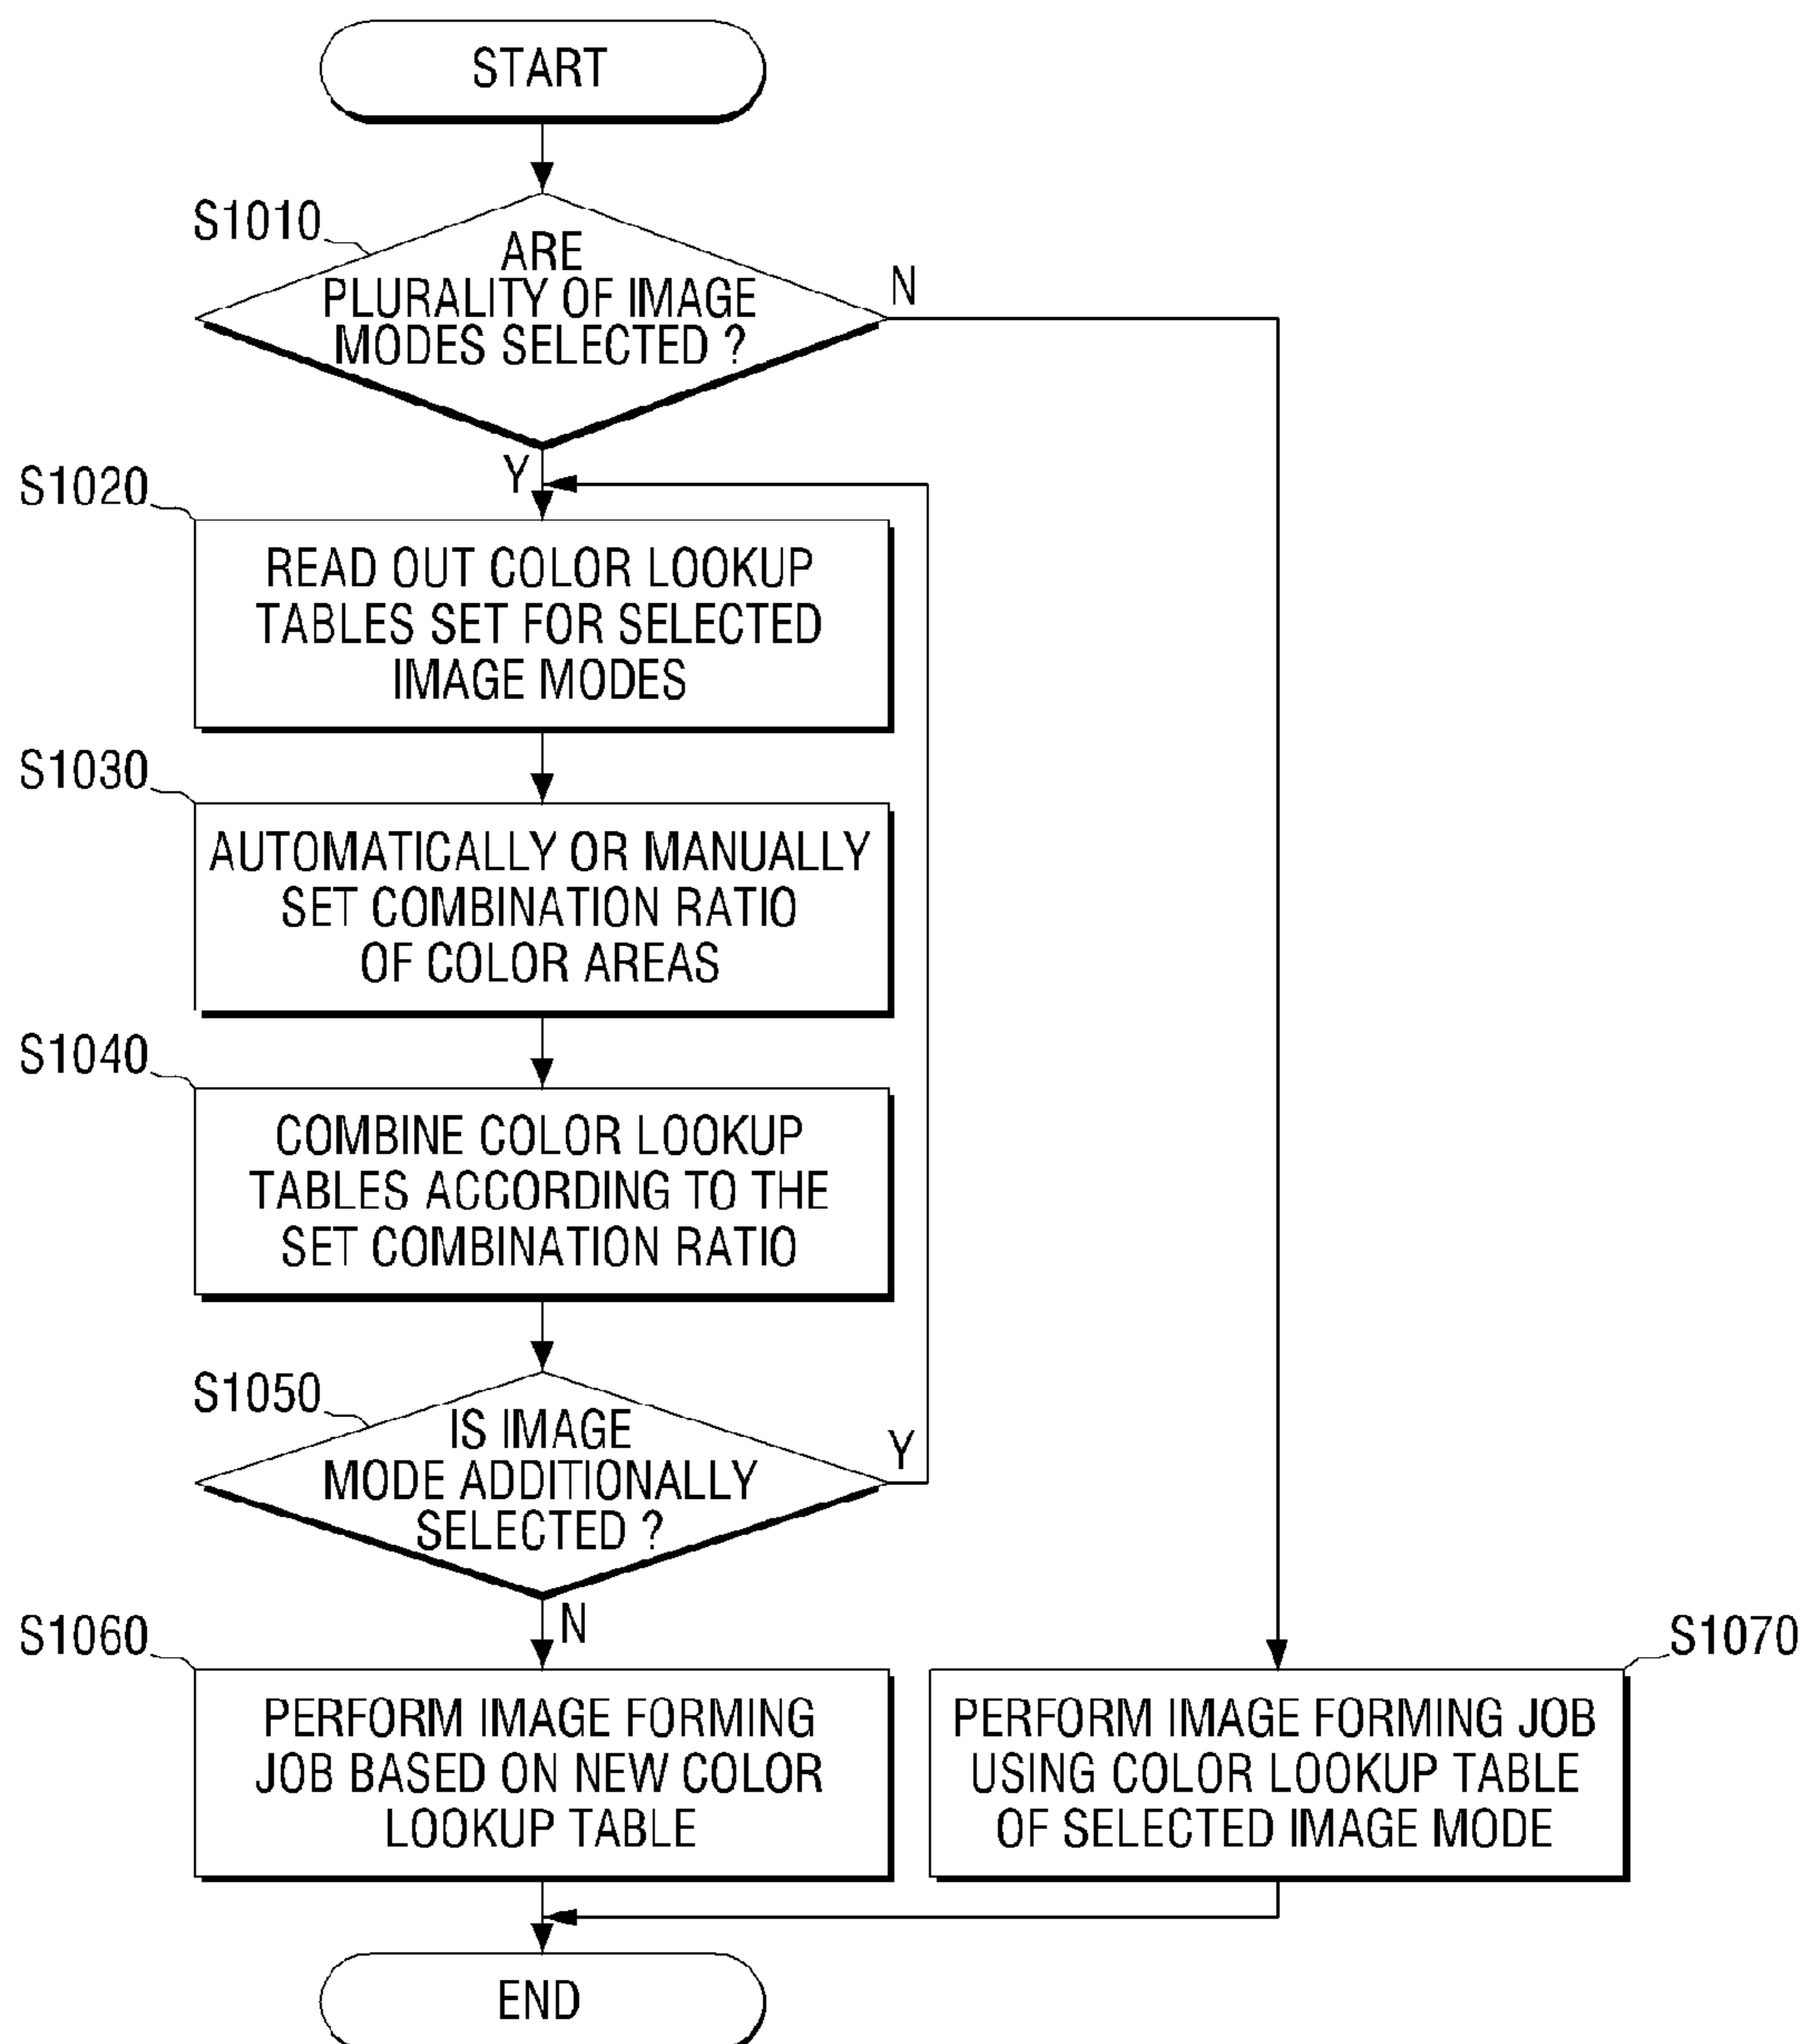 START
S1010
ARE
PLURALITY OF IMAGE
MODES SELECTED ?
N
Y
S1020
READ OUT COLOR LOOKUP
TABLES SET FOR SELECTED
IMAGE MODES
S1030
AUTOMATICALLY OR MANUALLY
SET COMBINATION RATIO
OF COLOR AREAS
S1040
COMBINE COLOR LOOKUP
TABLES ACCORDING TO THE
SET COMBINATION RATIO
S1050
IS IMAGE
MODE ADDITIONALLY
SELECTED ?
Y
N
S1060
PERFORM IMAGE FORMING
JOB BASED ON NEW COLOR
LOOKUP TABLE
S1070
PERFORM IMAGE FORMING JOB
USING COLOR LOOKUP TABLE
OF SELECTED IMAGE MODE
END